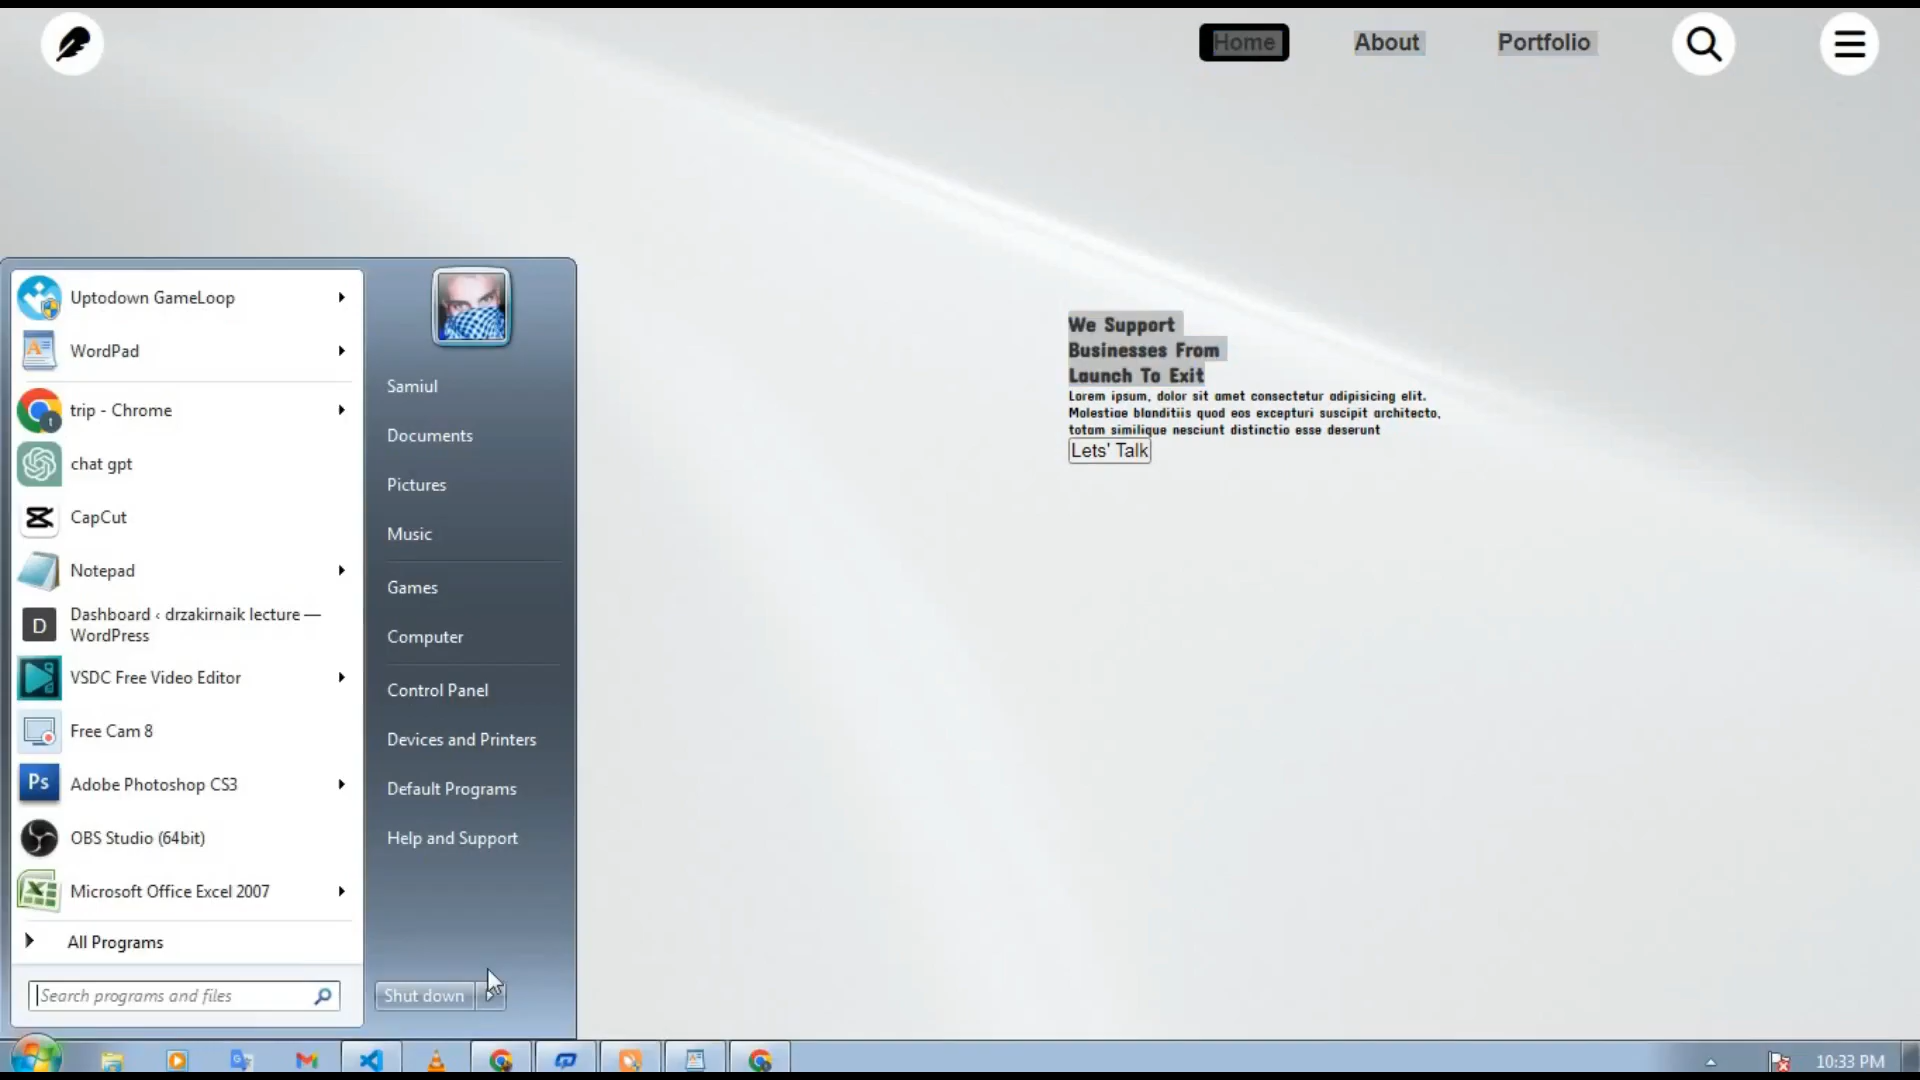 Home
About
Portfolio
We Support
Businesses From
Launch To Exit
Lorem ipsum, dolor sit amet consectetur adipisicing elit.
Molestiae blanditiis quod eos excepturi suscipit architecto,
totam similique nesciunt distinctio esse deserunt
Lets' Talk
Uptodown GameLoop
WordPad
trip - Chrome
t
chat gpt
CapCut
Notepad
D
Dashboard ‹ drzakirnaik lecture —
WordPress
VSDC Free Video Editor
Free Cam 8
Ps
Adobe Photoshop CS3
OBS Studio (64bit)
Microsoft Office Excel 2007
All Programs
Search programs and files
Samiul
Documents
Pictures
Music
Games
Computer
Control Panel
Devices and Printers
Default Programs
Help and Support
Shut down
10:33 PM